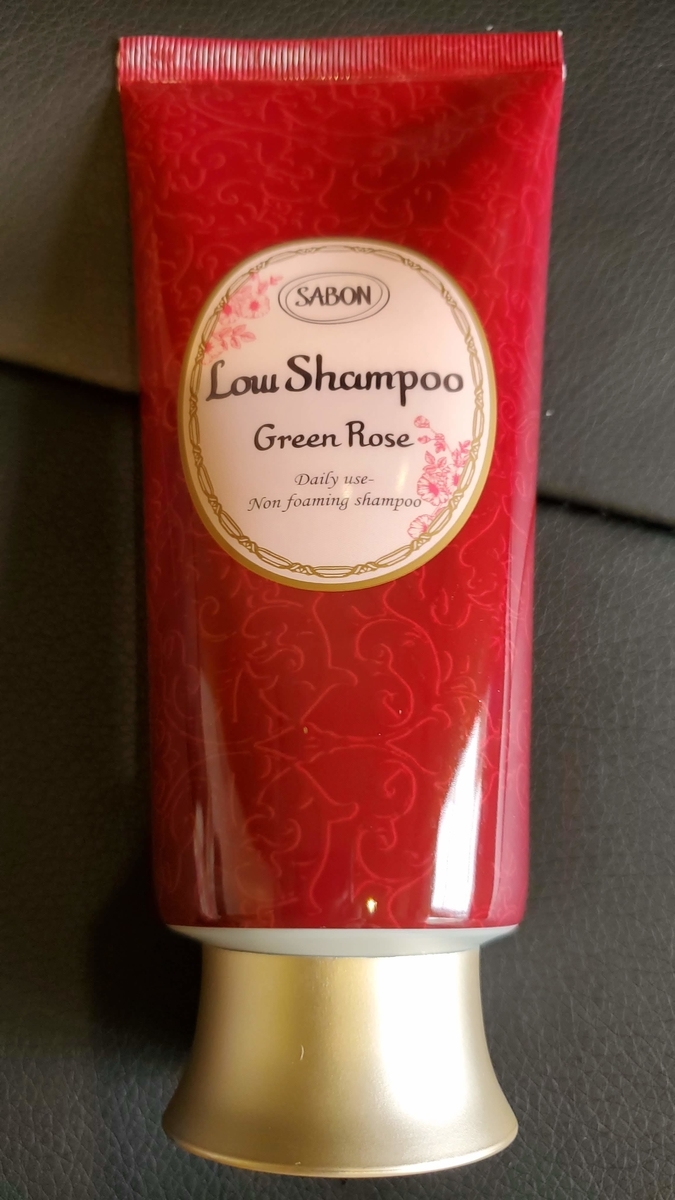 SABON
Low Shampoo
Green Rose
Daily use-
Non foaming shampoo